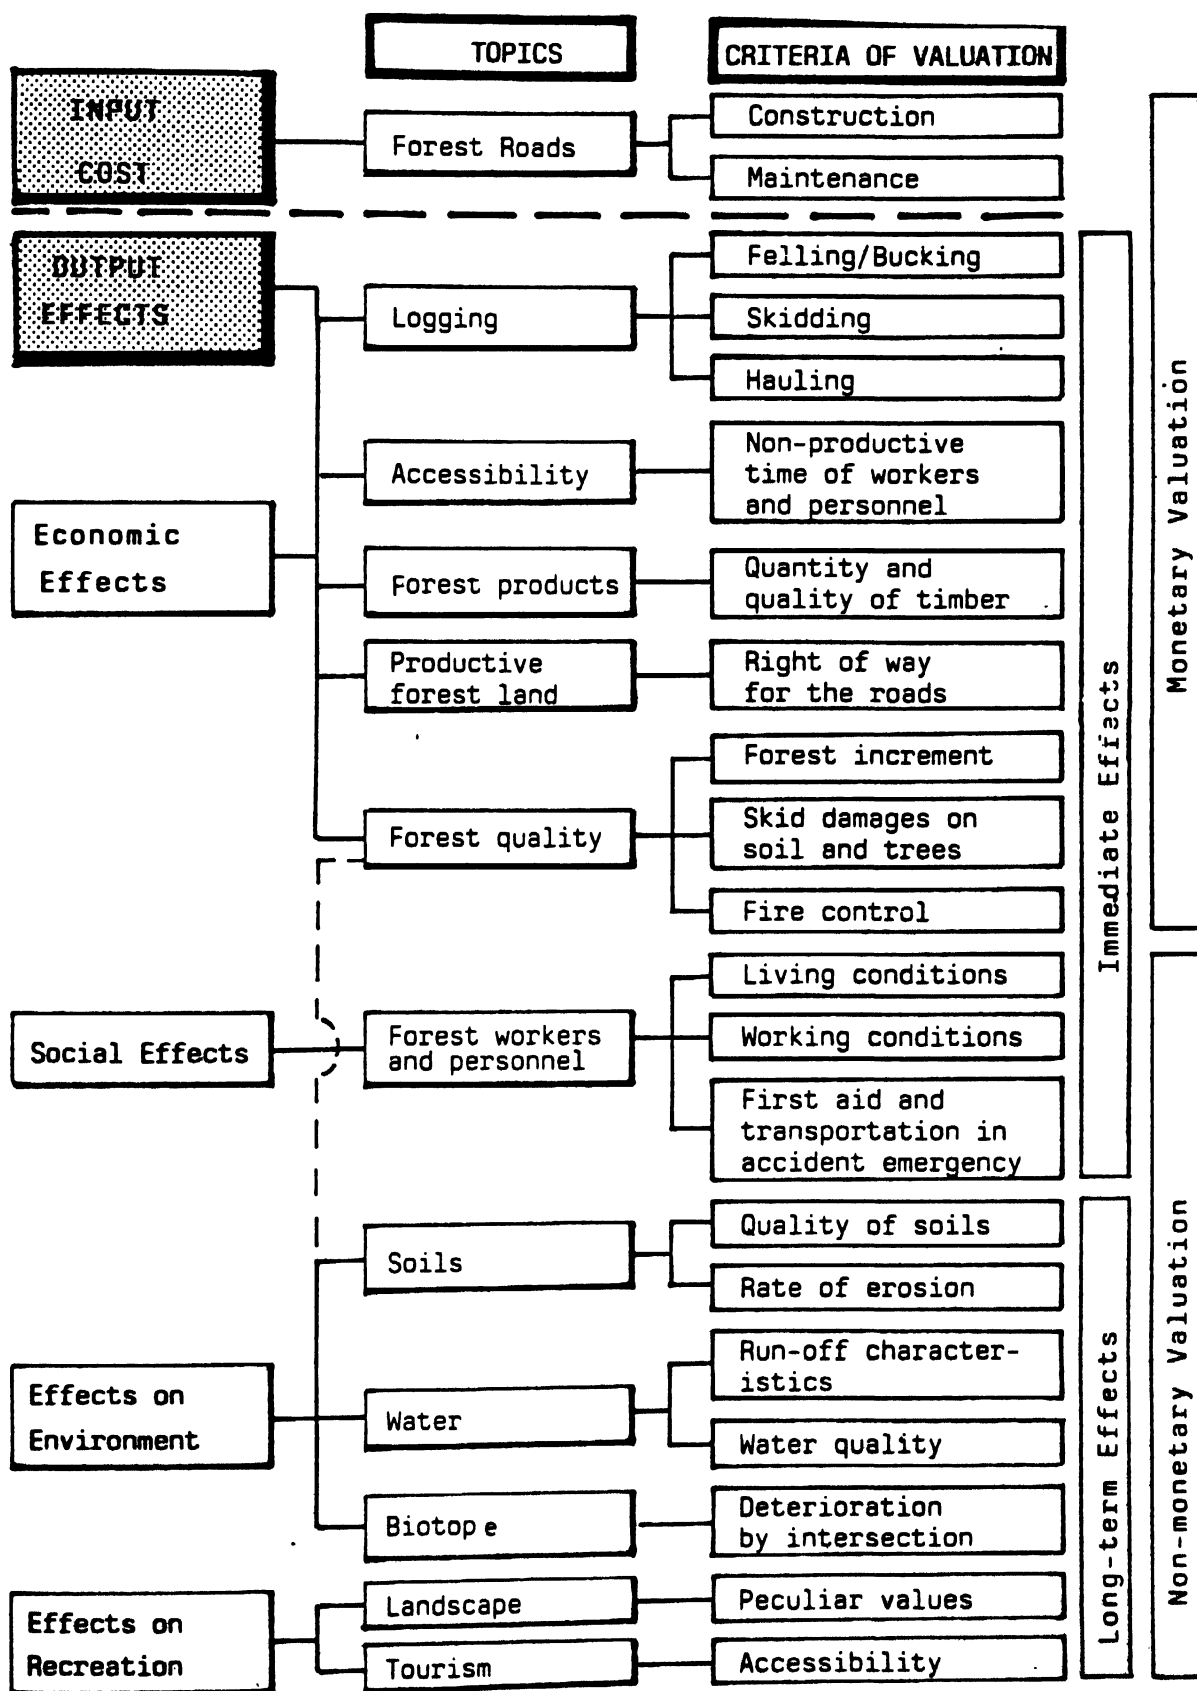 TOPICS
CRITERIA OF VALUATION
INPUT
COST
Forest Roads
Construction
Maintenance
OUTPUT
EFFECTS
Logging
Felling/Bucking
Skidding
Hauling
Accessibility
Non-productive
time of workers
and personnel
Economic
Effects
Forest products
Quantity and
quality of timber
Productive
forest land
Right of way
for the roads
Forest quality
Forest increment
Skid damages on
soil and trees
Fire control
Social Effects
Forest workers
and personnel
Living conditions
Working conditions
First aid and
transportation in
accident emergency
Soils
Quality of soils
Rate of erosion
Effects on
Environment
Water
Run-off character-
istics
Water quality
Biotope
Deterioration
by intersection
Effects on
Recreation
Landscape
Peculiar values
Tourism
Accessibility
Immediate Effects
Long-term Effects
Monetary Valuation
Non-monetary Valuation